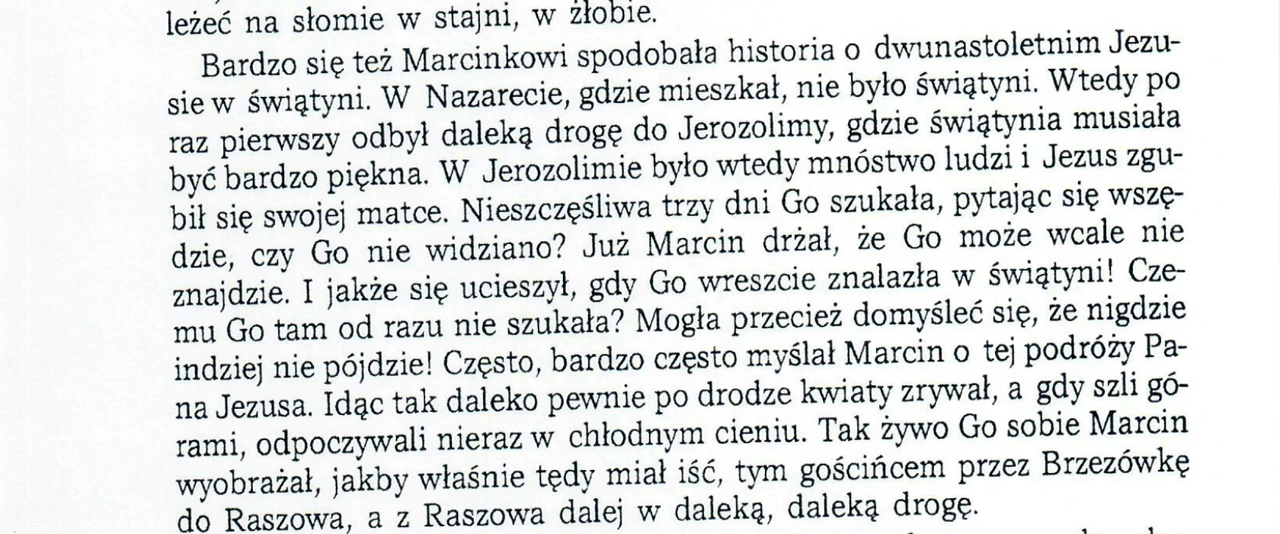 leżeć na słomie w stajni, w żłobie.
Bardzo się też Marcinkowi spodobała historia o dwunastoletnim Jezu-
sie w świątyni. W Nazarecie, gdzie mieszkał, nie było świątyni. Wtedy po
raz pierwszy odbył daleką drogę do Jerozolimy, gdzie świątynia musiała
być bardzo piękna. W Jerozolimie było wtedy mnóstwo ludzi i Jezus zgu-
bił się swojej matce. Nieszczęśliwa trzy dni Go szukała, pytając się wszę-
dzie, czy Go nie widziano? Już Marcin drżał, że Go może wcale nie
znajdzie. I jakże się ucieszył, gdy Go wreszcie znalazła w świątyni! Cze-
mu Go tam od razu nie szukała? Mogła przecież domyśleć się, że nigdzie
indziej nie pójdzie! Często, bardzo często myślał Marcin o tej podróży Pa-
na Jezusa. Idąc tak daleko pewnie po drodze kwiaty zrywał, a gdy szli gó-
rami, odpoczywali nieraz w chłodnym cieniu. Tak żywo Go sobie Marcin
wyobrażał, jakby właśnie tędy miał iść, tym gościńcem przez Brzezówkę
do Raszowa, a z Raszowa dalej w daleką, daleką drogę.